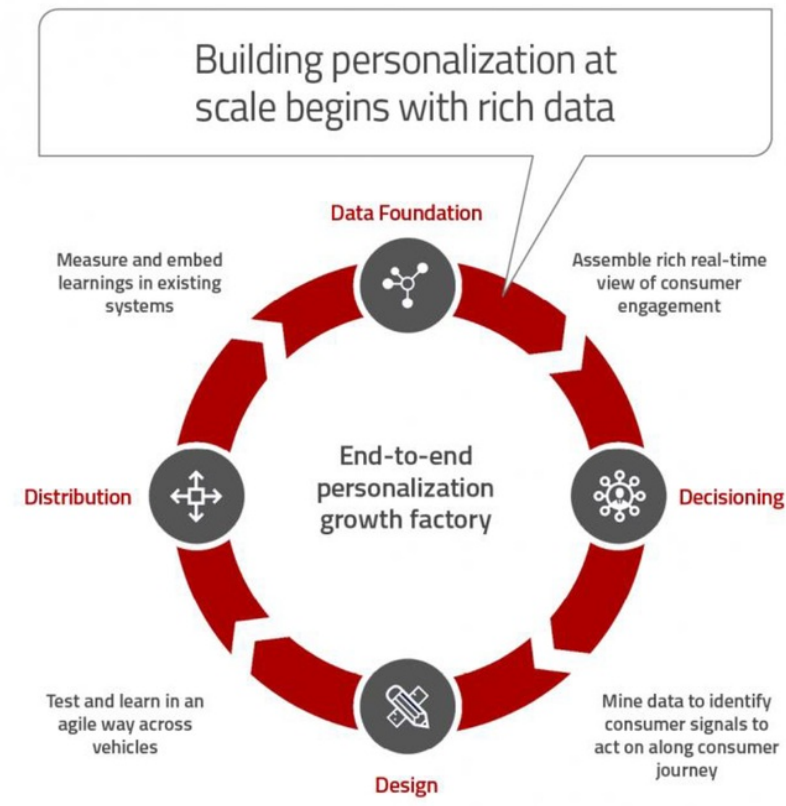 Building personalization at
scale begins with rich data
Data Foundation
Measure and embed
learnings in existing
systems
Assemble rich real-time
view of consumer
engagement
End-to-end
personalization
growth factory
Distribution
Decisioning
Test and learn in an
agile way across
vehicles
Mine data to identify
consumer signals to
act on along consumer
journey
Design